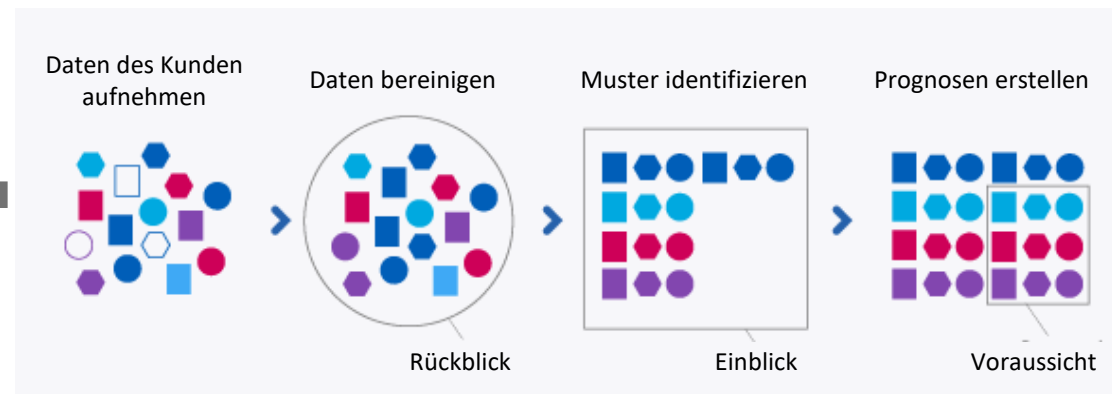 Daten des Kunden
aufnehmen
Daten bereinigen
Muster identifizieren
Prognosen erstellen
Rückblick
Einblick
Voraussicht